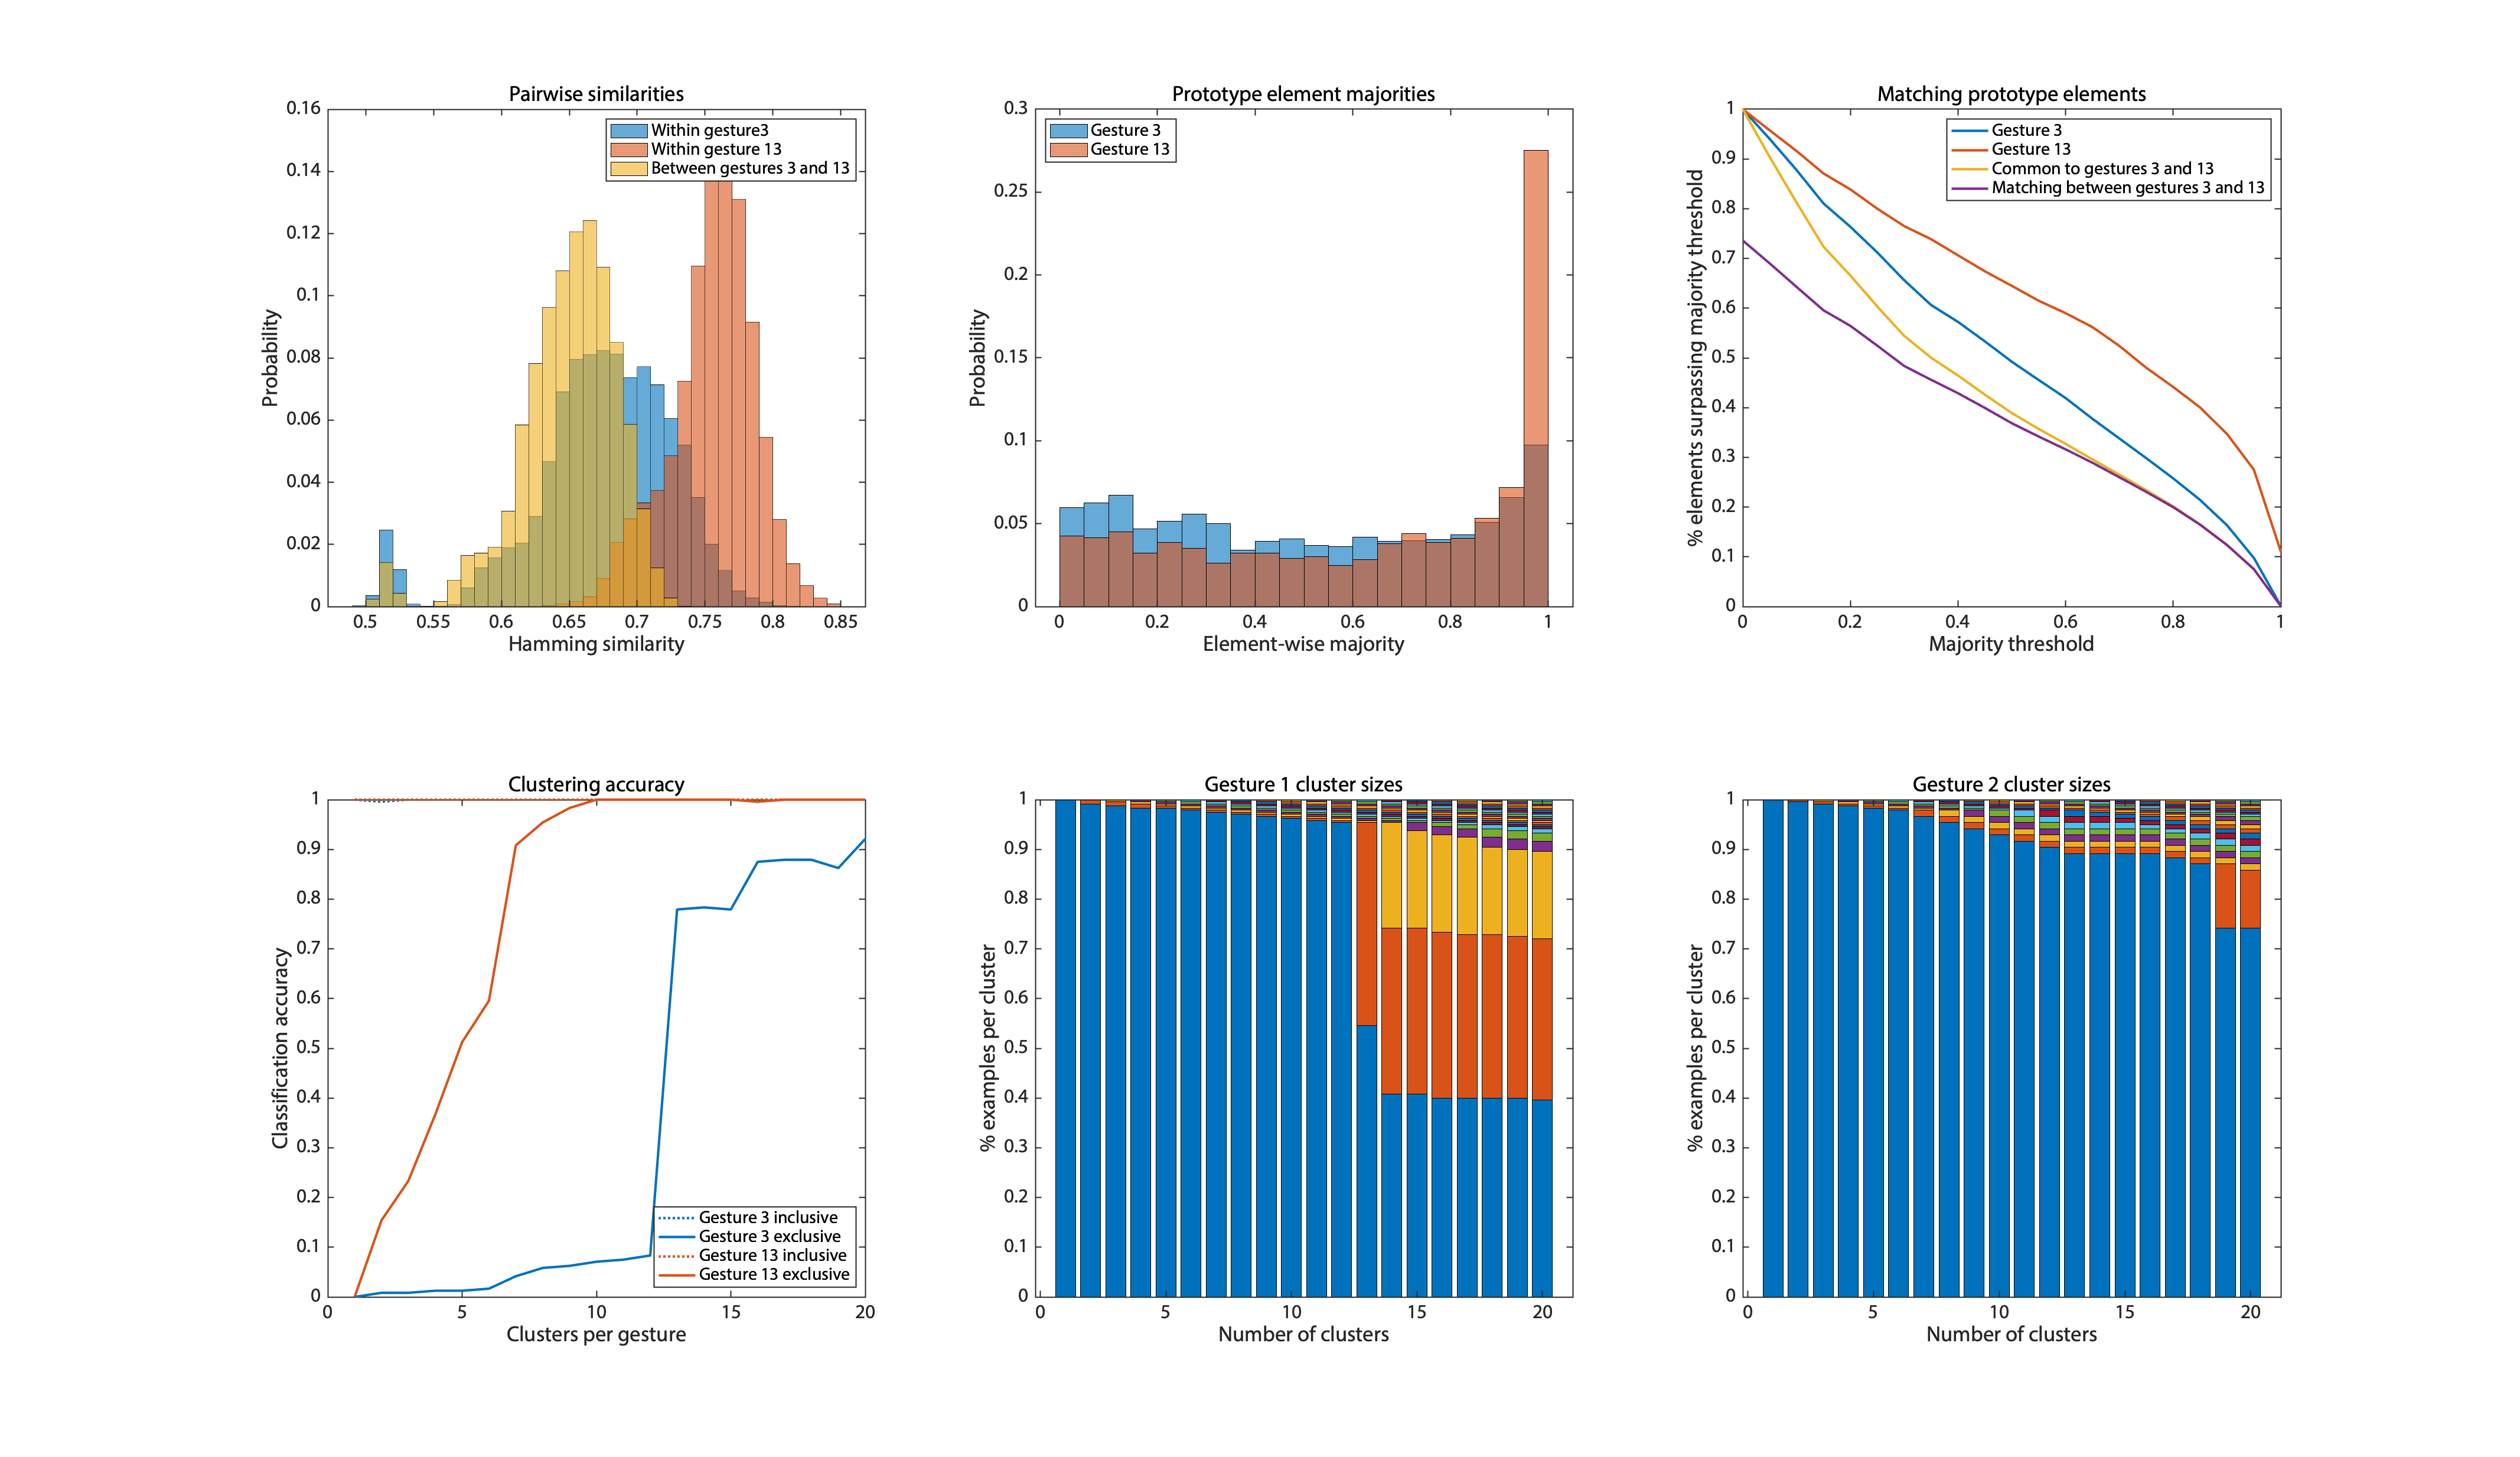 Pairwise similarities
0.16
0.14
0.12
0.1
0.08
0.06
0.04
0.02
0
Probability
Within gesture3
Within gesture 13
Between gestures 3 and 13
0.5 0.55 0.6 0.65 0.7 0.75 0.8 0.85
Hamming similarity
Prototype element majorities
0.3
0.25
0.2
0.15
0.1
0.05
0
Probability
Gesture 3
Gesture 13
0 0.2 0.4 0.6 0.8 1
Element-wise majority
Matching prototype elements
1
0.9
0.8
0.7
0.6
0.5
0.4
0.3
0.2
0.1
0
% elements surpassing majority threshold
Gesture 3
Gesture 13
Common to gestures 3 and 13
Matching between gestures 3 and 13
0 0.2 0.4 0.6 0.8 1
Majority threshold
Clustering accuracy
1
0.9
0.8
0.7
0.6
0.5
0.4
0.3
0.2
0.1
0
Classification accuracy
Gesture 3 inclusive
Gesture 3 exclusive
Gesture 13 inclusive
Gesture 13 exclusive
0 5 10 15 20
Clusters per gesture
Gesture 1 cluster sizes
1
0.9
0.8
0.7
0.6
0.5
0.4
0.3
0.2
0.1
0
% examples per cluster
0 5 10 15 20
Number of clusters
Gesture 2 cluster sizes
1
0.9
0.8
0.7
0.6
0.5
0.4
0.3
0.2
0.1
0
% examples per cluster
0 5 10 15 20
Number of clusters